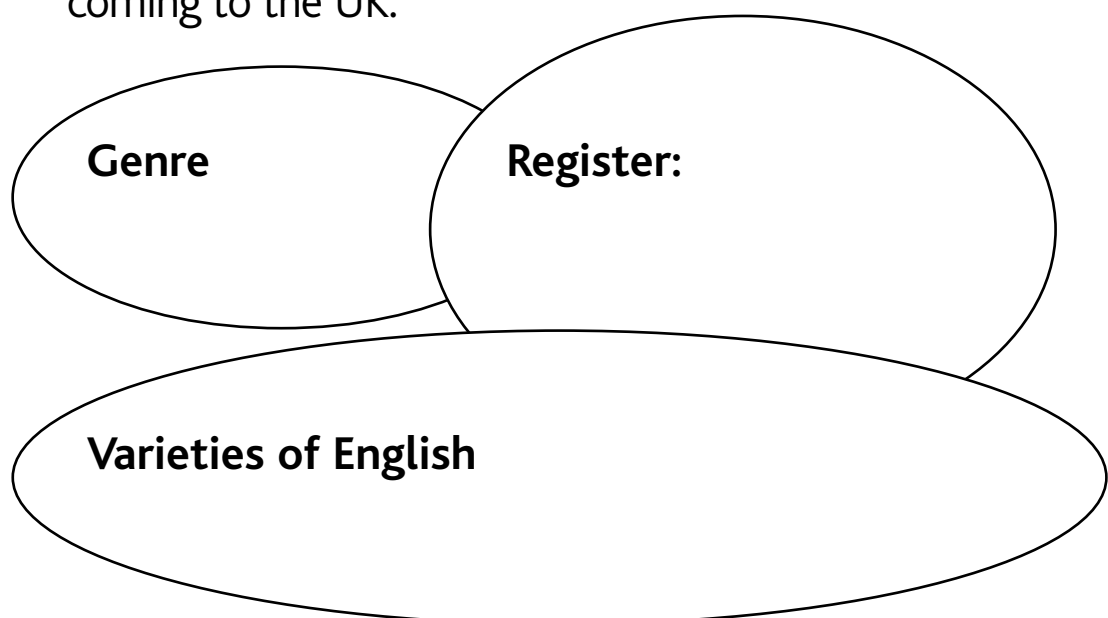 coming to the UK.
Genre
Register:
Varieties of English